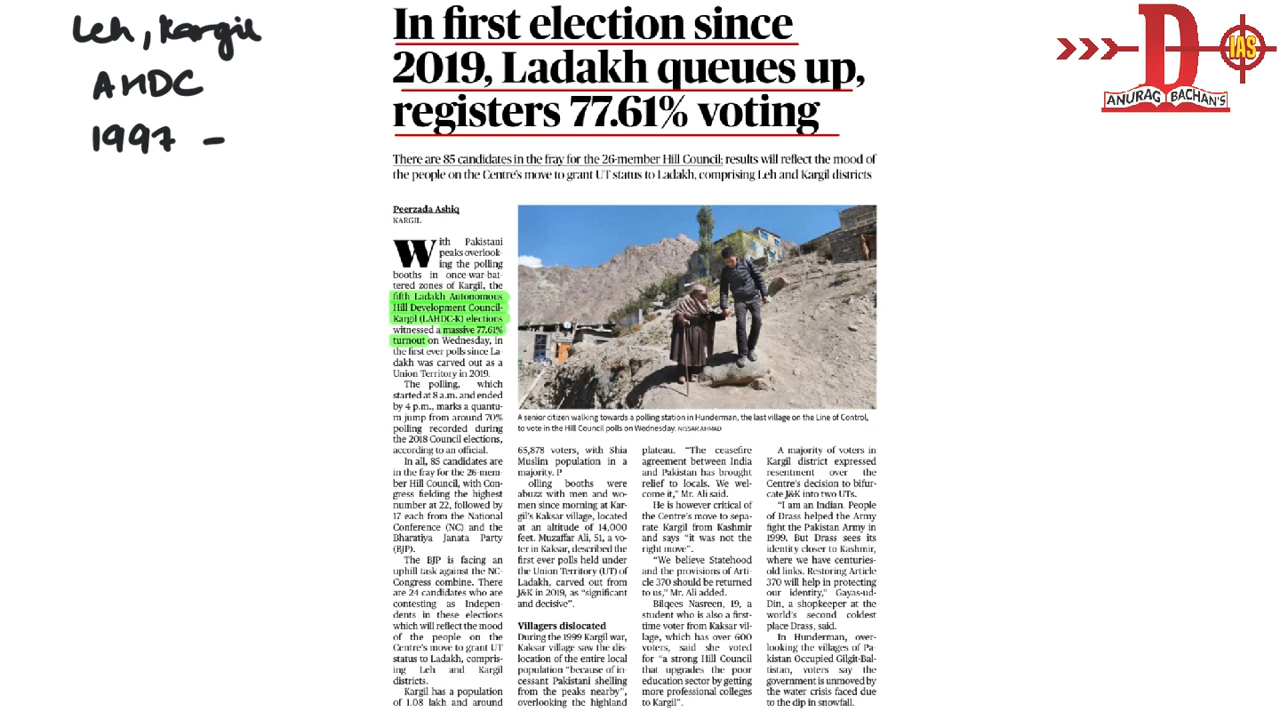 Leh, Kargil
AHDC
1997 -
In first election since
2019, Ladakh queues up,
registers 77.61% voting
There are 85 candidates in the fray for the 26-member Hill Council; results will reflect the mood of
the people on the Centre's move to grant UT status to Ladakh, comprising Leh and Kargil districts
Peerzada Ashiq
KARGIL
With Pakistani
peaks overlook-
ing the polling
booths in once-war-bat-
tered zones of Kargil, the
fifth Ladakh Autonomous
Hill Development Council-
Kargil (LAHDC-K) elections
witnessed a massive 77.61%
turnout on Wednesday, in
the first ever polls since La-
dakh was carved out as a
Union Territory in 2019.
The polling, which
started at 8 a.m. and ended
by 4 p.m., marks a quantu-
m jump from around 70%
polling recorded during
the 2018 Council elections,
according to an official.
In all, 85 candidates are
in the fray for the 26-mem-
ber Hill Council, with Con-
gress fielding the highest
number at 22, followed by
17 each from the National
Conference (NC) and the
Bharatiya Janata Party
(BJP).
The BJP is facing an
uphill task against the NC-
Congress combine. There
are 24 candidates who are
contesting as Indepen-
dents in these elections
which will reflect the mood
of the people on the
Centre's move to grant UT
status to Ladakh, compris-
ing Leh and Kargil
districts.
Kargil has a population
of 1.08 lakh and around
A senior citizen walking towards a polling station in Hunderman, the last village on the Line of Control,
to vote in the Hill Council polls on Wednesday. NISSAR AHMAD
65,878 voters, with Shia
Muslim population in a
majority. P
olling booths were
abuzz with men and wo-
men since morning at Kar-
gil's Kaksar village, located
at an altitude of 14,000
feet. Muzaffar Ali, 51, a vo-
ter in Kaksar, described the
first ever polls held under
the Union Territory (UT) of
Ladakh, carved out from
J&K in 2019, as "significant
and decisive".
Villagers dislocated
During the 1999 Kargil war,
Kaksar village saw the dis-
location of the entire local
population "because of in-
cessant Pakistani shelling
from the peaks nearby",
overlooking the highland
plateau. "The ceasefire
agreement between India
and Pakistan has brought
relief to locals. We wel-
come it," Mr. Ali said.
He is however critical of
the Centre's move to sepa-
rate Kargil from Kashmir
and says "it was not the
right move".
"We believe Statehood
and the provisions of Arti-
cle 370 should be returned
to us," Mr. Ali added.
Bilqees Nasreen, 19, a
student who is also a first-
time voter from Kaksar vil-
lage, which has over 600
voters, said she voted
for "a strong Hill Council
that upgrades the poor
education sector by getting
more professional colleges
to Kargil".
A majority of voters in
Kargil district expressed
resentment over the
Centre's decision to bifur-
cate J&K into two UTs.
"I am an Indian. People
of Drass helped the Army
fight the Pakistan Army in
1999. But Drass sees its
identity closer to Kashmir,
where we have centuries-
old links. Restoring Article
370 will help in protecting
our identity," Gayas-ud-
Din, a shopkeeper at the
world's second coldest
place Drass, said.
In Hunderman, over-
looking the villages of Pa-
kistan Occupied Gilgit-Bal-
tistan, voters say the
government is unmoved by
the water crisis faced due
to the dip in snowfall.
D
IAS
ANURAG BACHAN'S